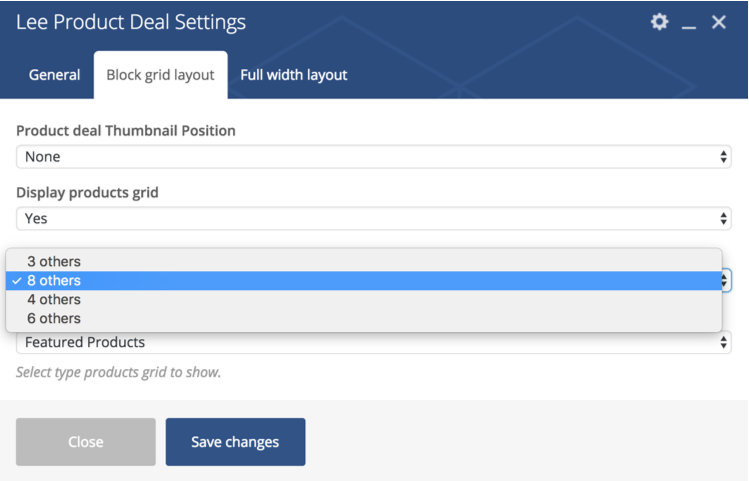 Lee Product Deal Settings
General Block grid layout Full width layout
Product deal Thumbnail Position
None
Display products grid
Yes
3 others
8 others
4 others
6 others
Featured Products
Select type products grid to show.
Close Save changes